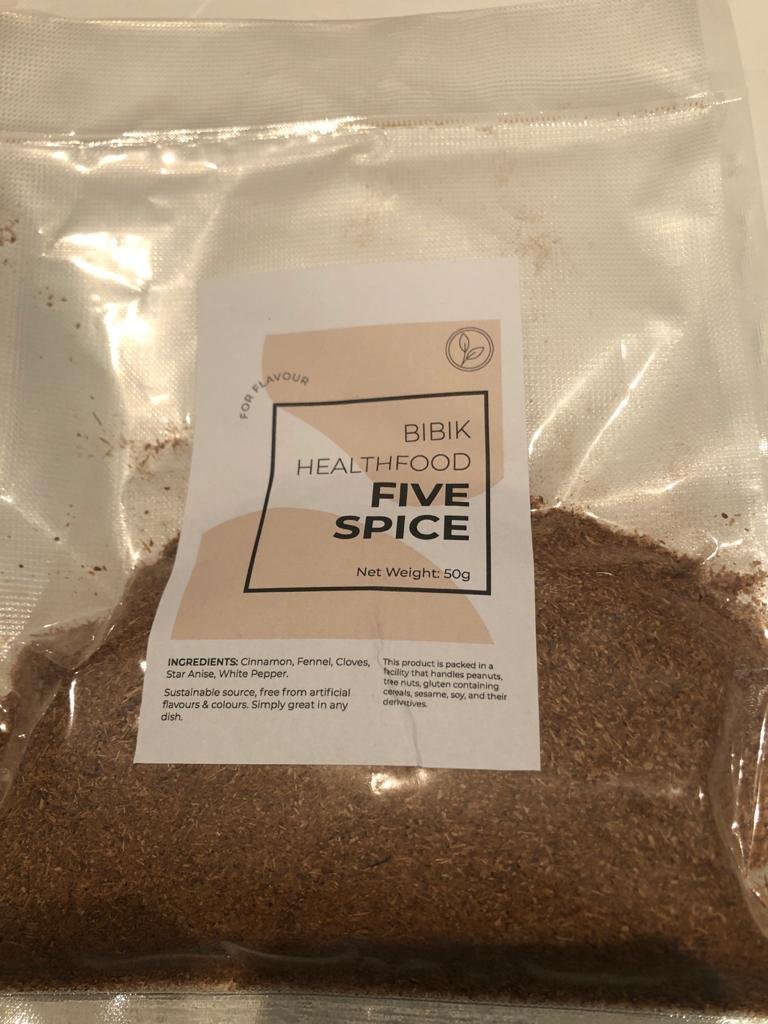 FOR FLAVOUR
BIBIK
HEALTHFOOD
FIVE
SPICE
Net Weight: 50g
INGREDIENTS: Cinnamon, Fennel, Cloves,
Star Anise, White Pepper.
Sustainable source, free from artificial
flavours & colours. Simply great in any
dish.
This product is packed in a
facility that handles peanuts,
tree nuts, gluten containing
cereals, sesame, soy, and their
derivatives.